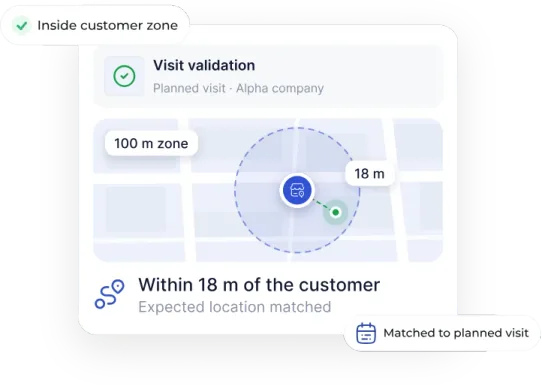 Inside customer zone
Visit validation
Planned visit · Alpha company
100 m zone
18 m
Within 18 m of the customer
Expected location matched
Matched to planned visit